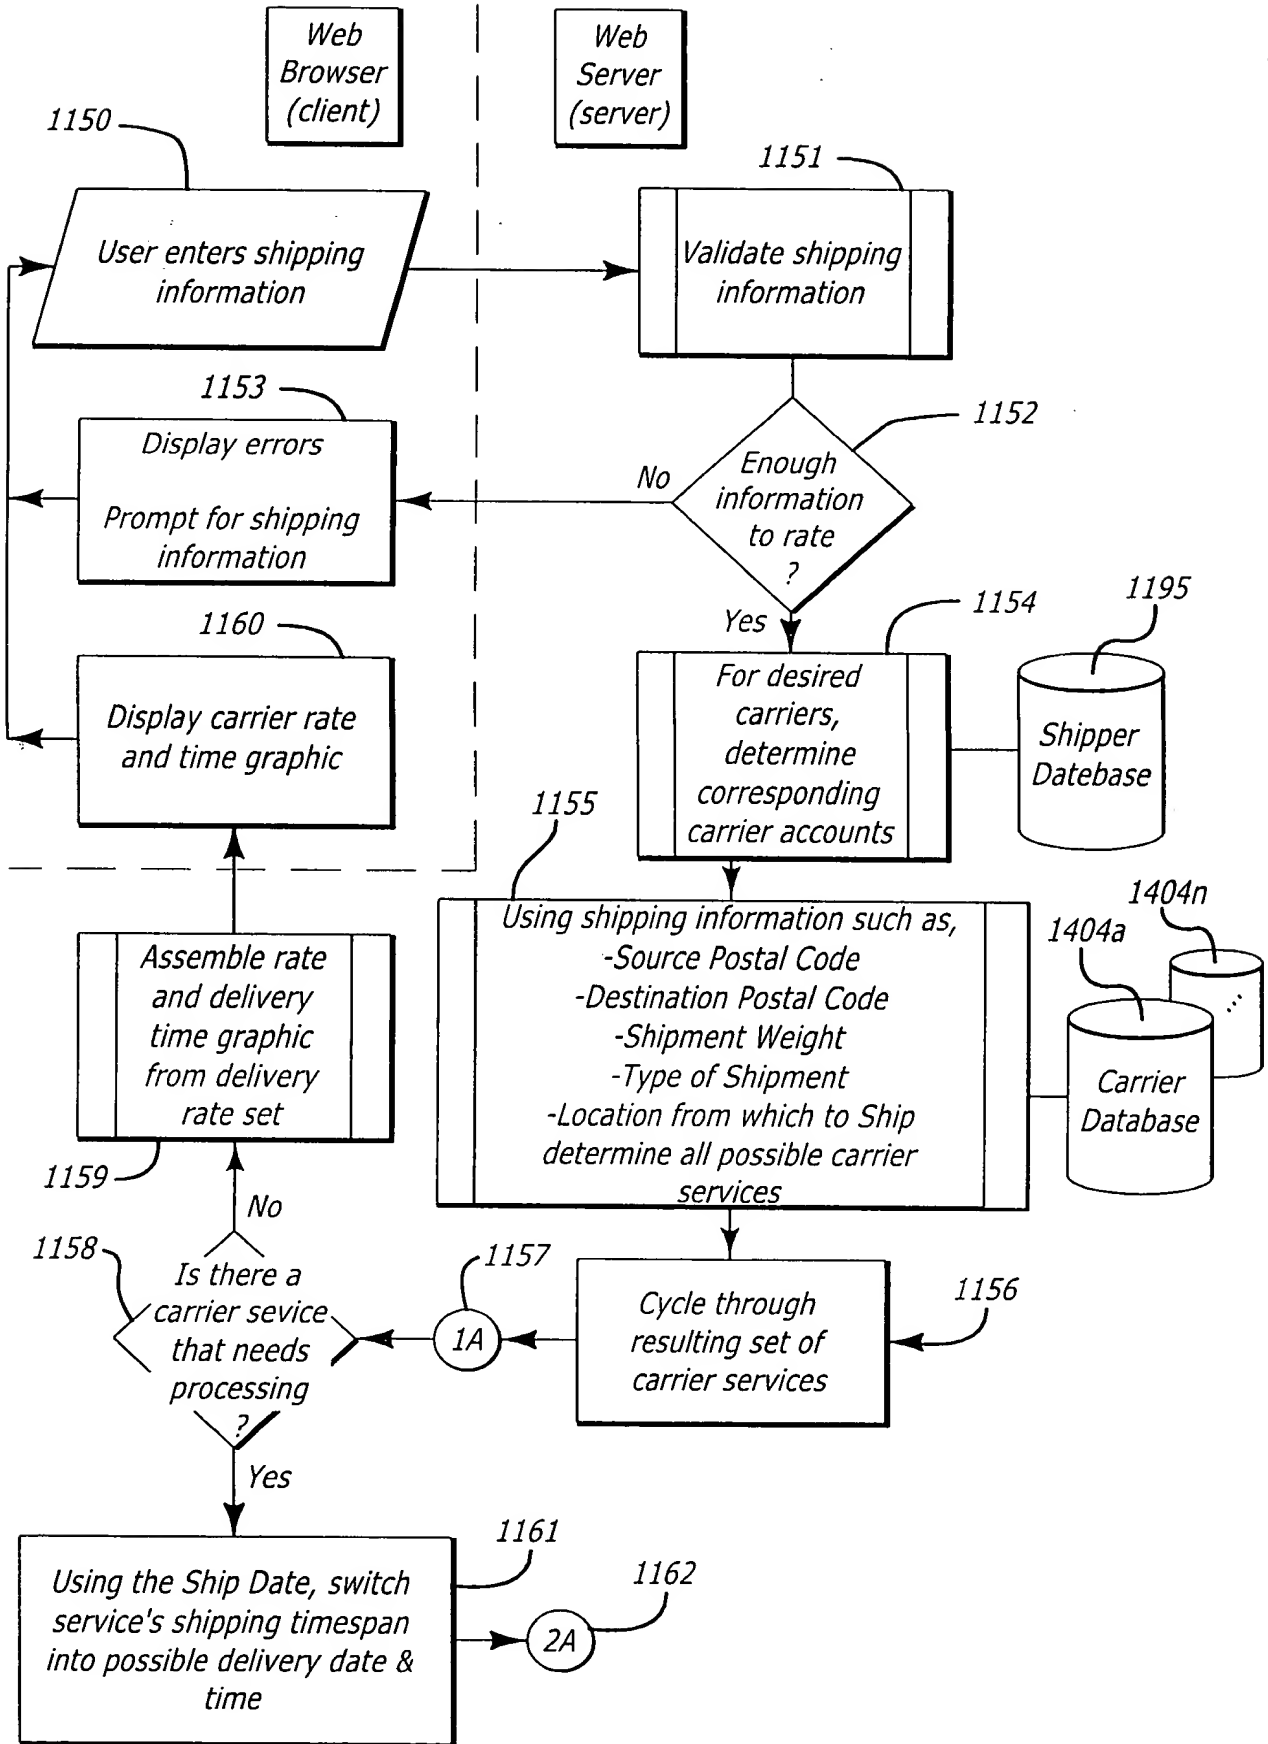 Web
Browser
(client)
Web
Server
(server)
1150
1151
User enters shipping
information
Validate shipping
information
1153
1152
Display errors
Prompt for shipping
information
No
Enough
information
to rate
?
Yes
1160
1154
1195
Display carrier rate
and time graphic
For desired
carriers,
determine
corresponding
carrier accounts
Shipper
Datebase
1155
1404n
1404a
Using shipping information such as,
-Source Postal Code
-Destination Postal Code
-Shipment Weight
-Type of Shipment
-Location from which to Ship
determine all possible carrier
services
Carrier
Database
...
Assemble rate
and delivery
time graphic
from delivery
rate set
1159
No
1158
Is there a
carrier sevice
that needs
processing
?
1157
1A
Cycle through
resulting set of
carrier services
1156
Yes
1161
Using the Ship Date, switch
service's shipping timespan
into possible delivery date &
time
1162
2A